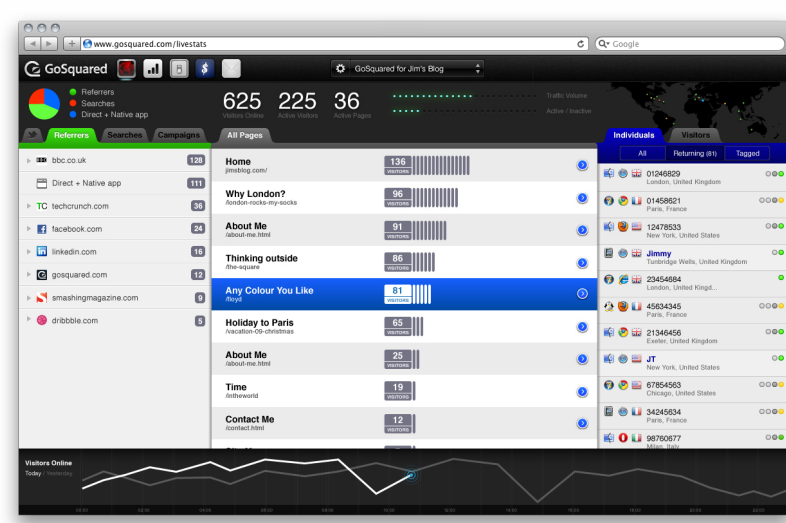 www.gosquared.com/livestats
Google
GoSquared
GoSquared for Jim's Blog
Referrers
Searches
Direct + Native app
625
Visitors Online
225
Active Visitors
36
Active Pages
Traffic Volume
Active / Inactive
Referrers
Searches
Campaigns
All Pages
Individuals
Visitors
All
Returning (81)
Tagged
bbc.co.uk
128
Direct + Native app
111
TC techcrunch.com
36
facebook.com
24
linkedin.com
16
gosquared.com
12
smashingmagazine.com
9
dribbble.com
5
Home
jimsblog.com/
136
VISITORS
Why London?
/london-rocks-my-socks
96
VISITORS
About Me
/about-me.html
91
VISITORS
Thinking outside
/the-square
86
VISITORS
Any Colour You Like
/floyd
81
VISITORS
Holiday to Paris
/vacation-09-christmas
65
VISITORS
About Me
/about-me.html
25
VISITORS
Time
/intheworld
19
VISITORS
Contact Me
/contact.html
12
VISITORS
01246829
London, United Kingdom
01458621
Paris, France
12478533
New York, United States
Jimmy
Tunbridge Wells, United Kingdom
23454684
London, United Kingd...
45634345
Paris, France
21346456
Exeter, United Kingdom
JT
New York, United States
67854563
Chicago, United States
34245634
Paris, France
98760677
Milan, Italy
Visitors Online
Today / Yesterday